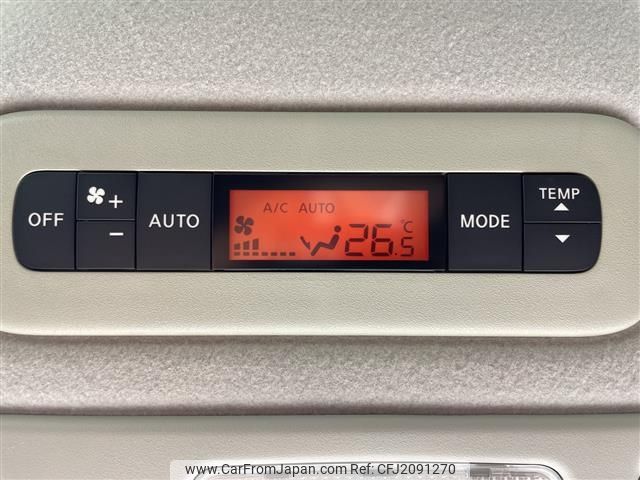 OFF
+
-
AUTO
A/C AUTO
26.5 °C
MODE
TEMP
www.CarFromJapan.com | Ref: CFJ2091270